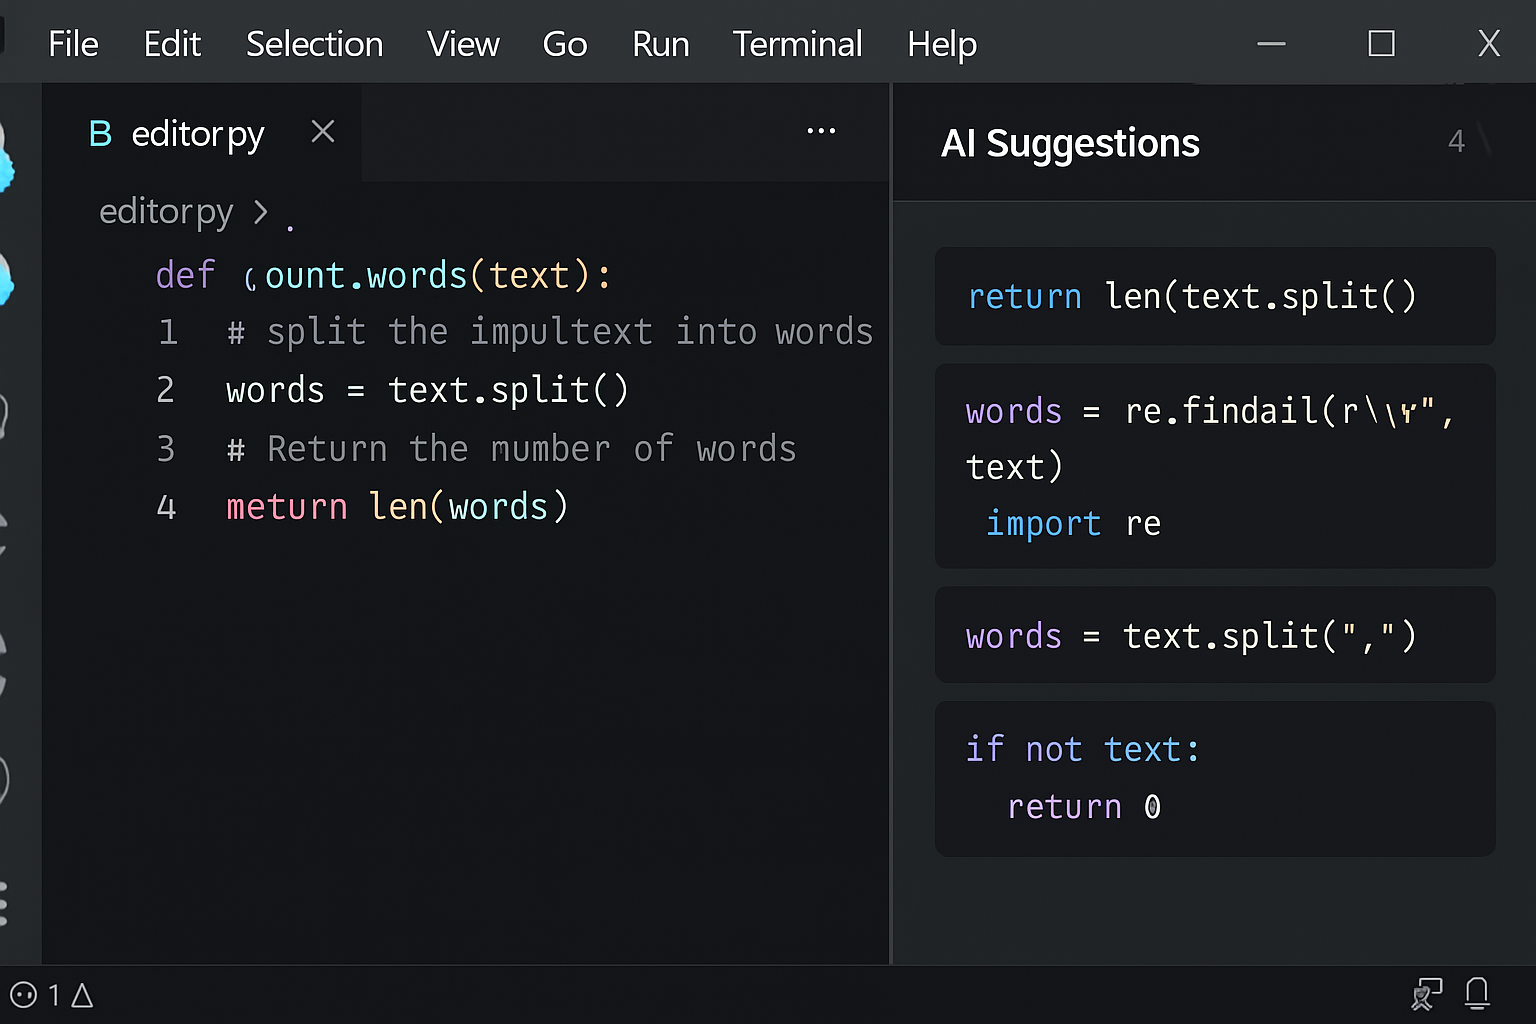 File Edit Selection View Go Run Terminal Help
B editorpy ...
editorpy > .
def count.words(text):
1 # split the impultext into words
2 words = text.split()
3 # Return the mumber of words
4 meturn len(words)
AI Suggestions 4
return len(text.split()
words = re.findail(
text)
import re
words = text.split(",")
if not text:
return 0
1